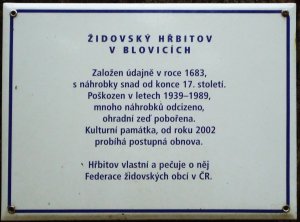 ŽIDOVSKÝ HŘBITOV
V BLOVICÍCH
Založen údajně v roce 1683,
s náhrobky snad od konce 17. století.
Poškozen v letech 1939–1989,
mnoho náhrobků odcizeno,
ohradní zeď pobořena.
Kulturní památka, od roku 2002
probíhá postupná obnova.
Hřbitov vlastní a pečuje o něj
Federace židovských obcí v ČR.